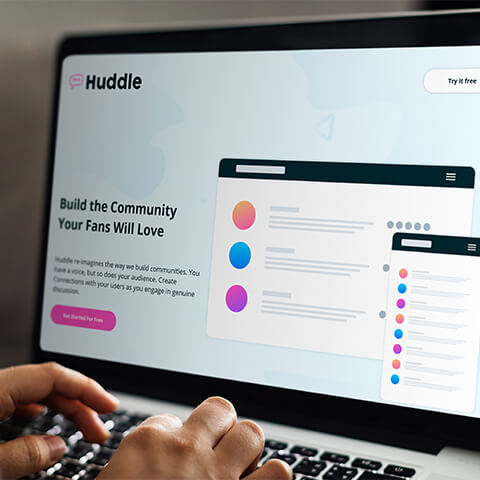 Huddle
Try it free
Build the Community
Your Fans Will Love
Huddle re-imagines the way we build communities. You
have a voice, but so does your audience. Create
Connections with your users as you engage in genuine
discussion.
Get Started For Free